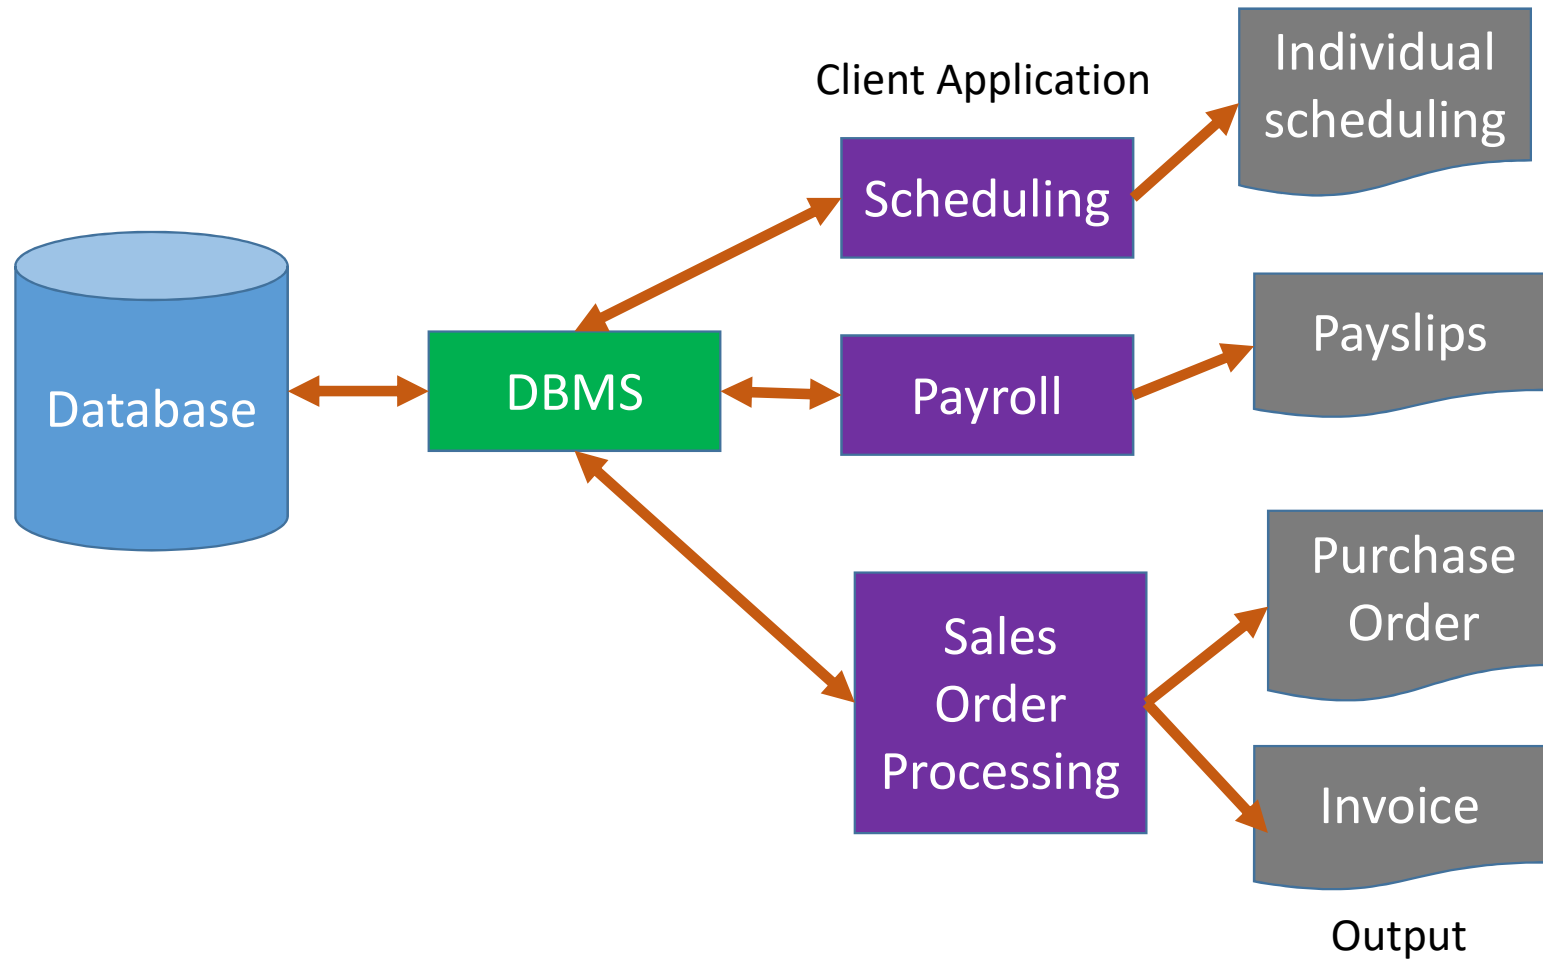 Client Application
Individual
scheduling
Scheduling
Database
DBMS
Payroll
Payslips
Sales
Order
Processing
Purchase
Order
Invoice
Output